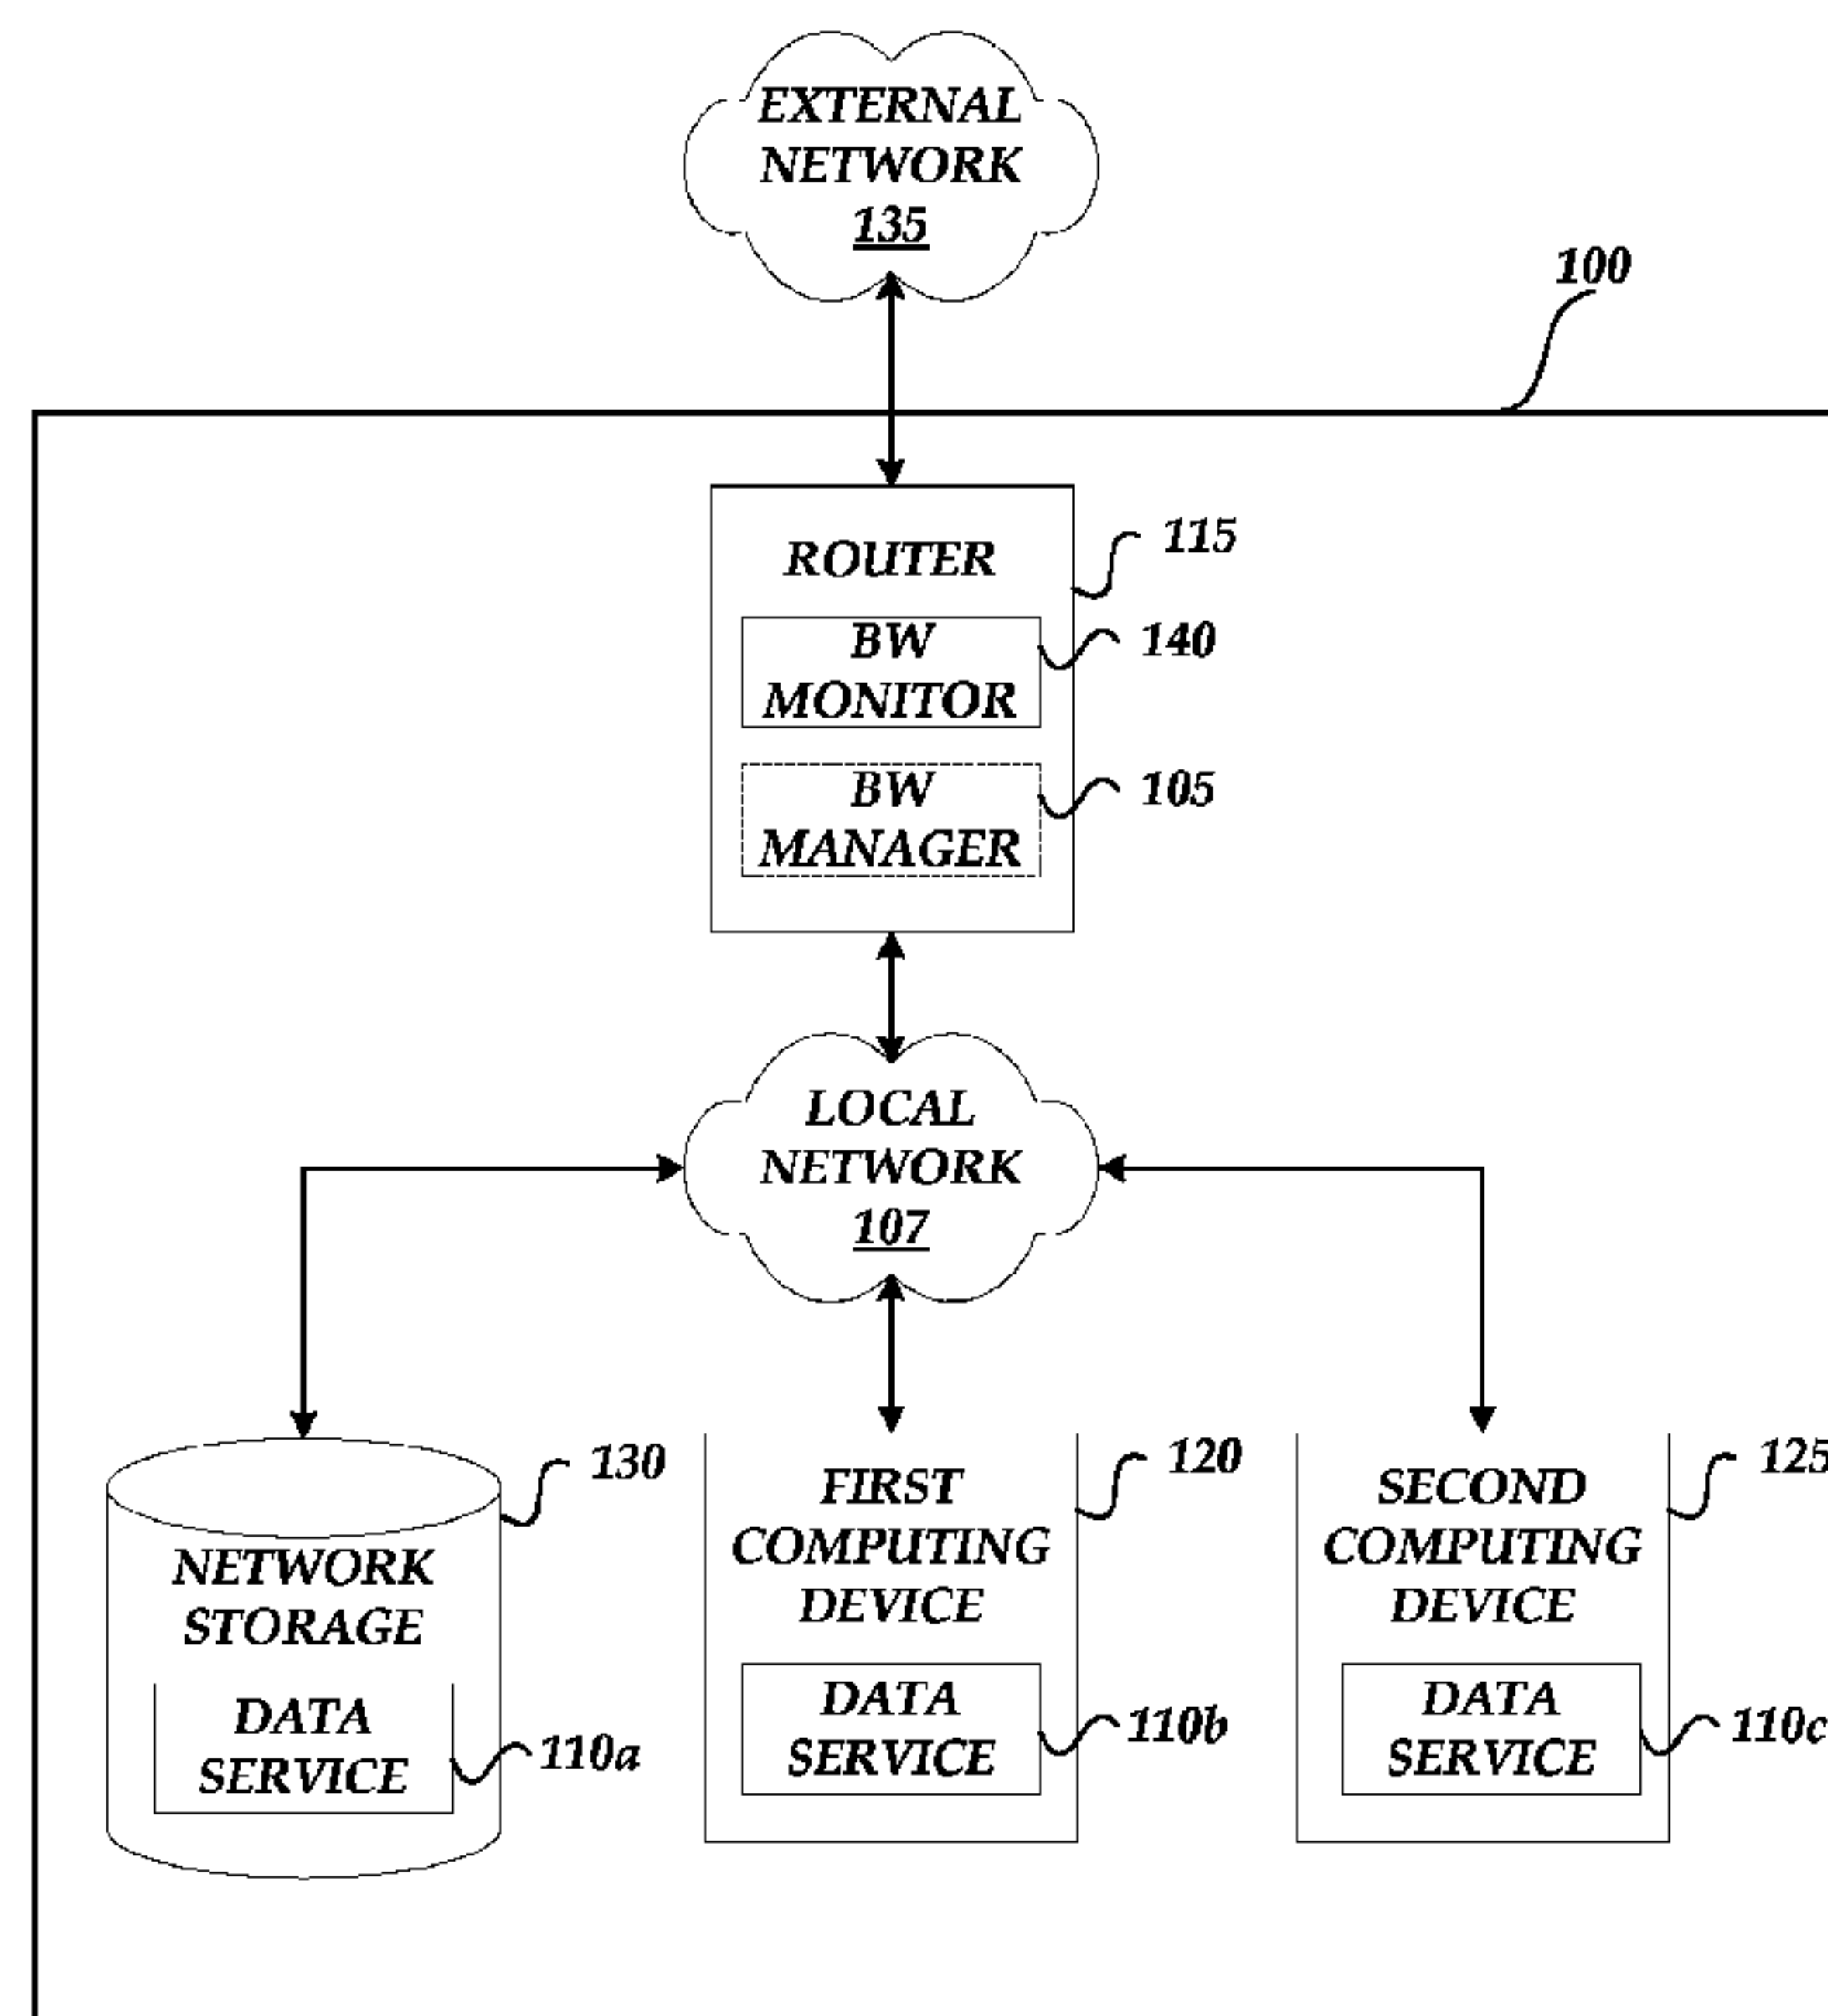 EXTERNAL
NETWORK
135
100
ROUTER
115
BW
MONITOR
140
BW
MANAGER
105
LOCAL
NETWORK
107
NETWORK
STORAGE
130
DATA
SERVICE
110a
FIRST
COMPUTING
DEVICE
120
DATA
SERVICE
110b
SECOND
COMPUTING
DEVICE
125
DATA
SERVICE
110c